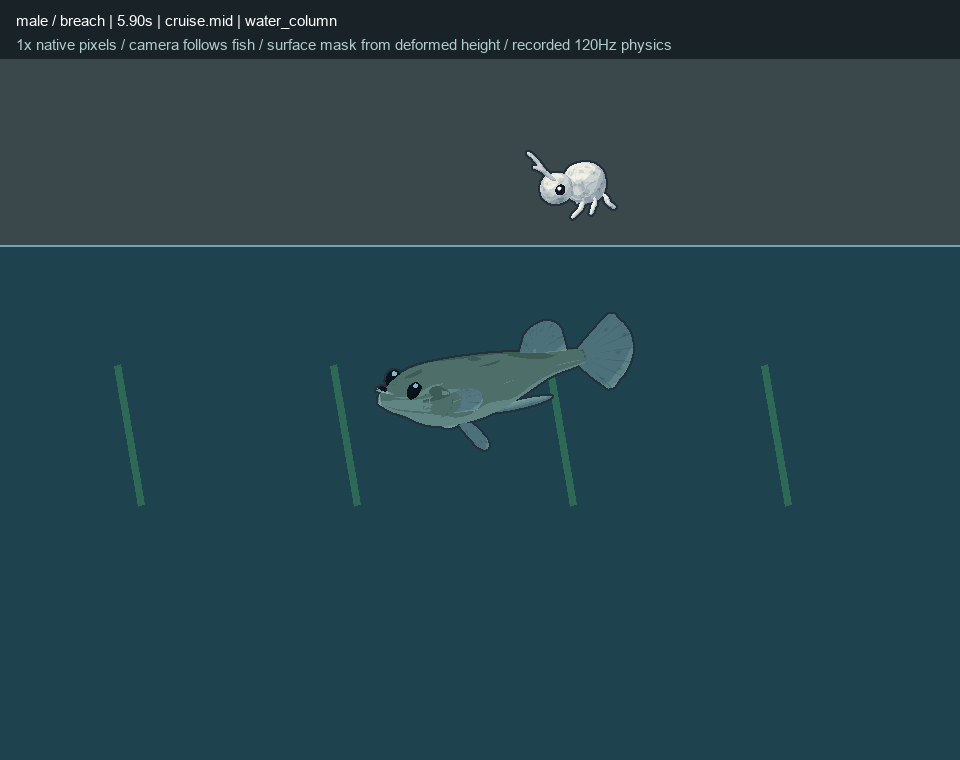 male / breach | 5.90s | cruise.mid | water_column
1x native pixels / camera follows fish / surface mask from deformed height / recorded 120Hz physics